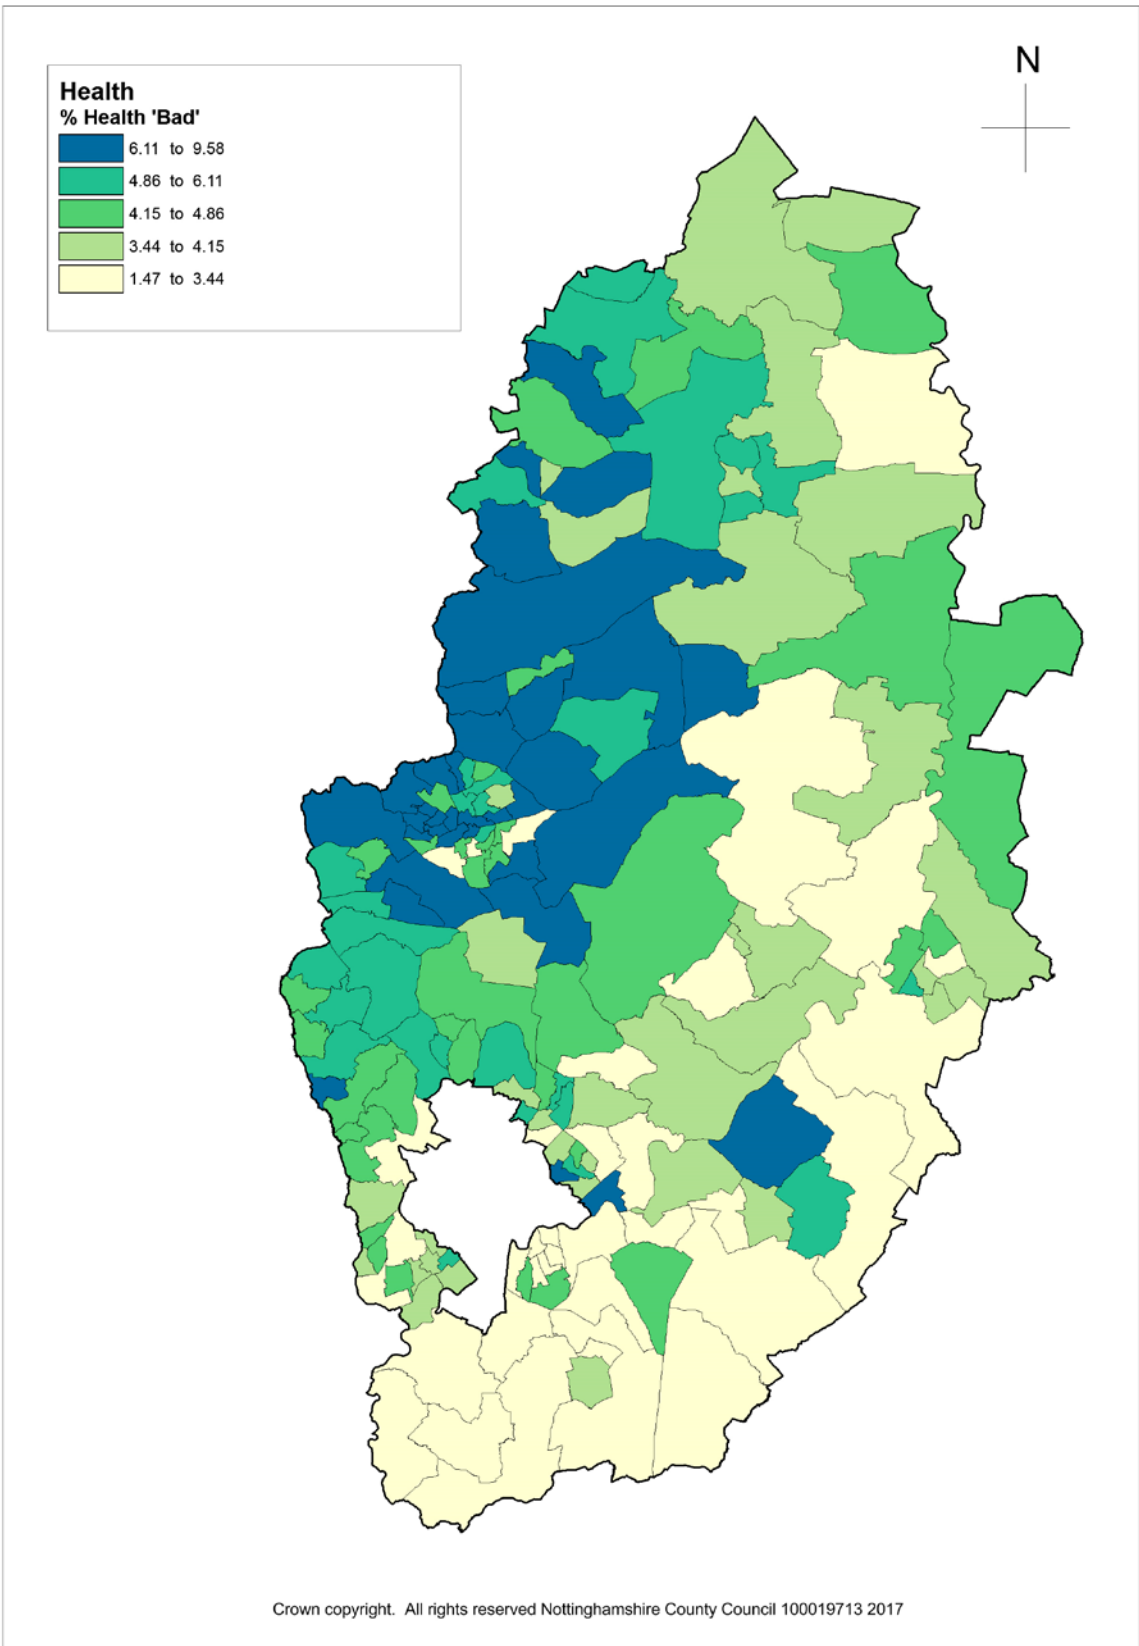 N
Health
% Health 'Bad'
6.11 to 9.58
4.86 to 6.11
4.15 to 4.86
3.44 to 4.15
1.47 to 3.44
Crown copyright. All rights reserved Nottinghamshire County Council 100019713 2017